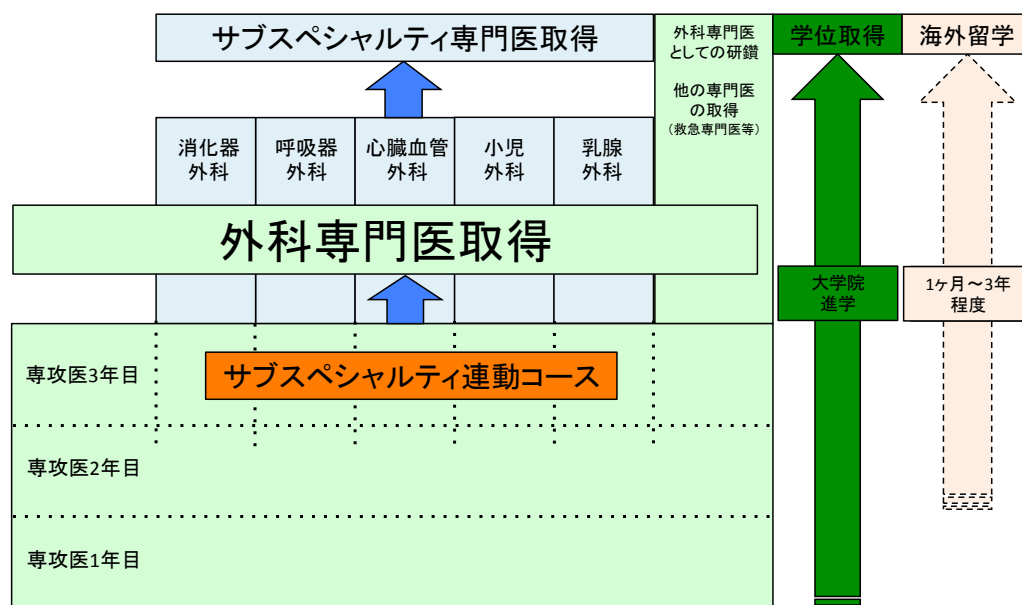 サブスペシャルティ専門医取得
外科専門医
としての研鑽
他の専門医
の取得
(救急専門医等)
学位取得
海外留学
消化器
外科
呼吸器
外科
心臓血管
外科
小児
外科
乳腺
外科
外科専門医取得
大学院
進学
1ヶ月～3年
程度
専攻医3年目
サブスペシャルティ連動コース
専攻医2年目
専攻医1年目